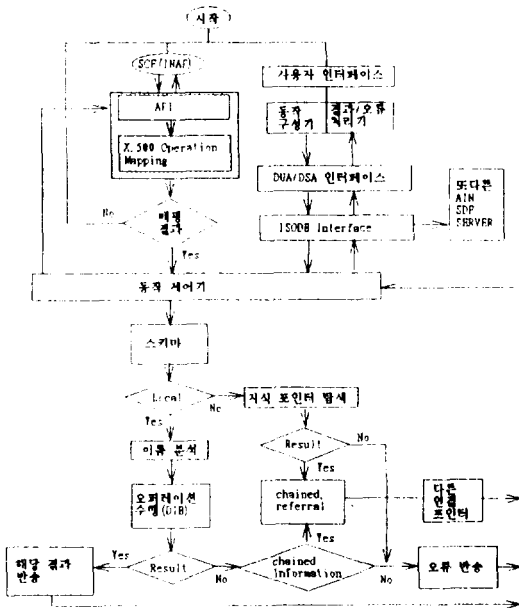 시작
SCF(INAF)
사용자 인터페이스
API
동작
구성기
결과/오류
처리기
X.500 Operation
Mapping
DUA/DSA 인터페이스
또다른
AIN
SDP
SERVER
No
매핑
결과
ISODE Interface
Yes
동작 제어기
스키마
Local
No
지식 포인터 탐색
Yes
이름 분석
Result
No
Yes
오퍼레이션
수행(DIB)
chained,
referral
다른
연결
포인터
Yes
해당 결과
반송
Yes
Result
No
chained
Information
No
오류 반송